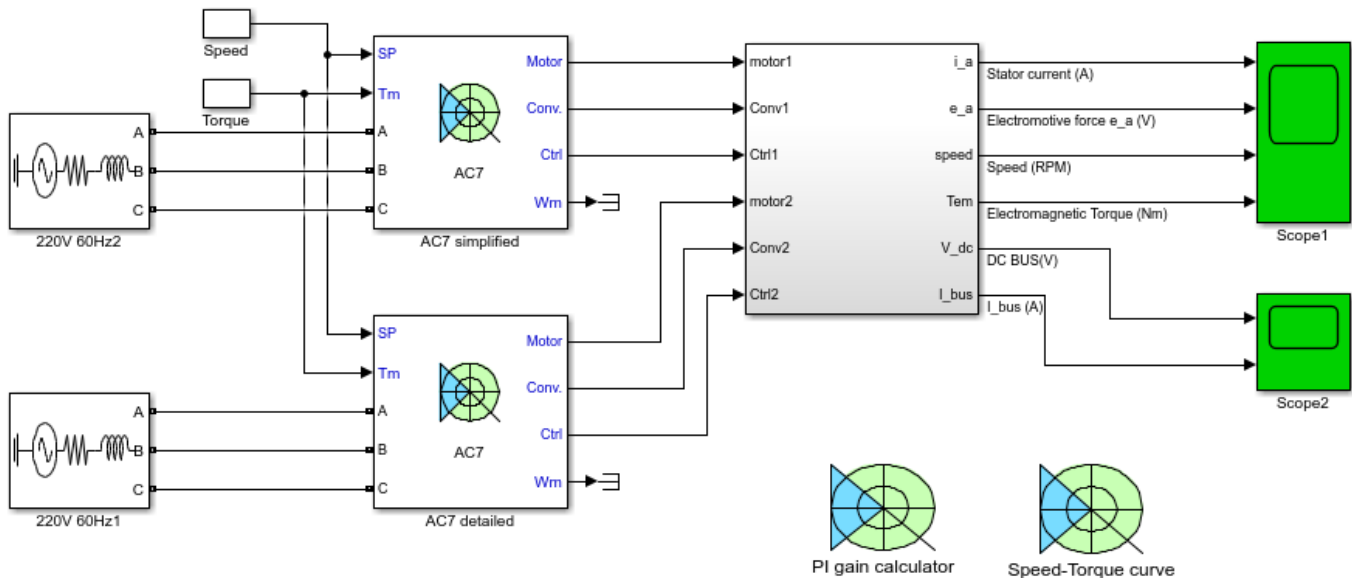 Speed
Torque
A
B
C
220V 60Hz2
SP
Tm
A
B
C
Motor
Conv.
Ctrl
Wm
AC7
AC7 simplified
motor1
Conv1
Ctrl1
motor2
Conv2
Ctrl2
i_a
e_a
speed
Tem
V_dc
I_bus
Stator current (A)
Electromotive force e_a (V)
Speed (RPM)
Electromagnetic Torque (Nm)
DC BUS(V)
I_bus (A)
Scope1
Scope2
A
B
C
220V 60Hz1
SP
Tm
A
B
C
Motor
Conv.
Ctrl
Wm
AC7
AC7 detailed
PI gain calculator
Speed-Torque curve